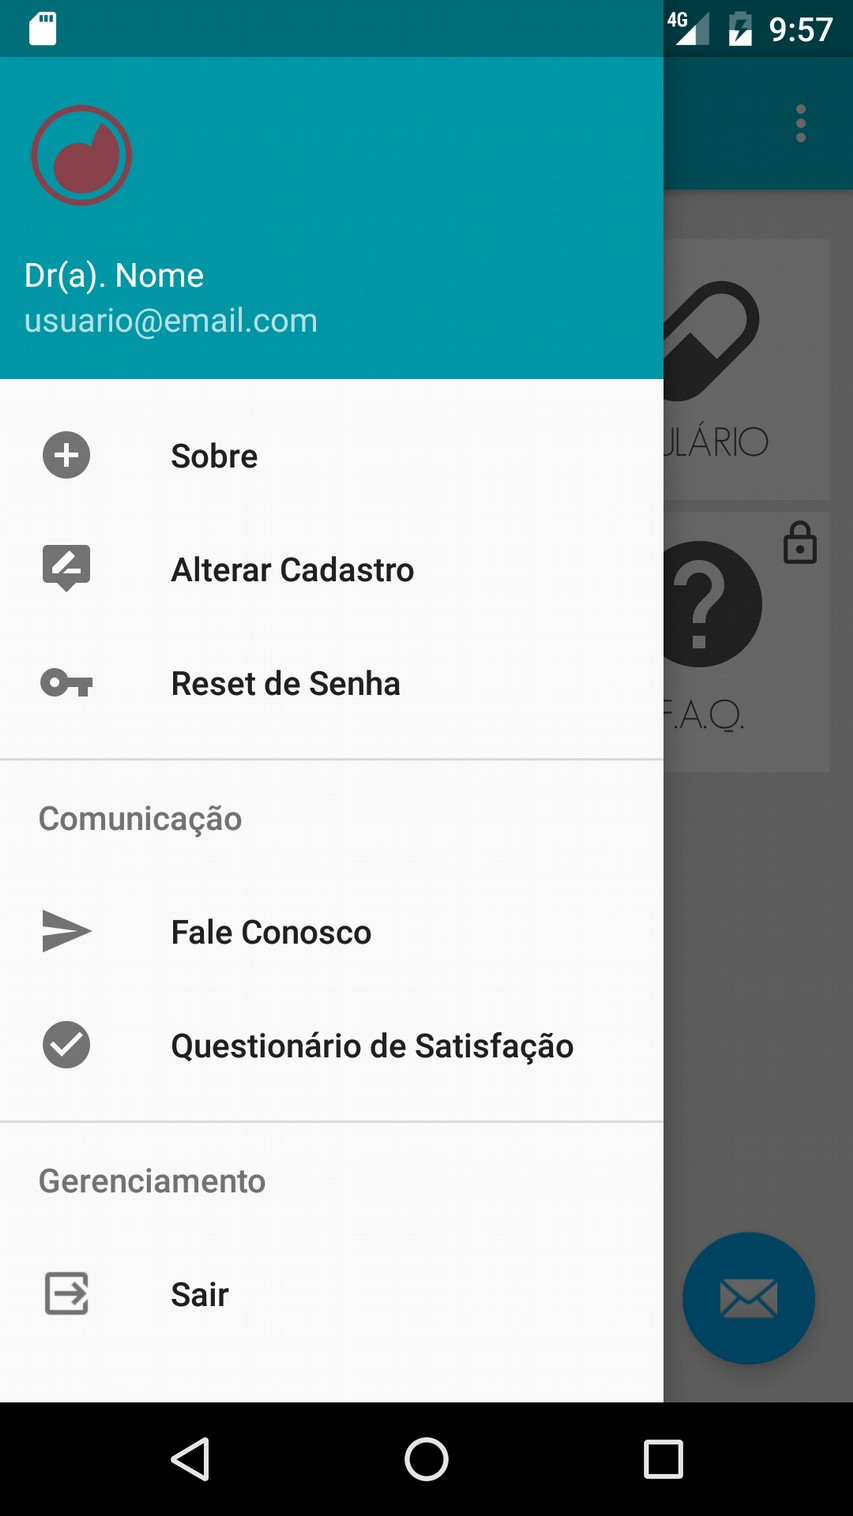 4G 9:57
Dr(a). Nome
usuario@email.com
Sobre
Alterar Cadastro
Reset de Senha
Comunicação
Fale Conosco
Questionário de Satisfação
Gerenciamento
Sair
ULÁRIO
F.A.Q.